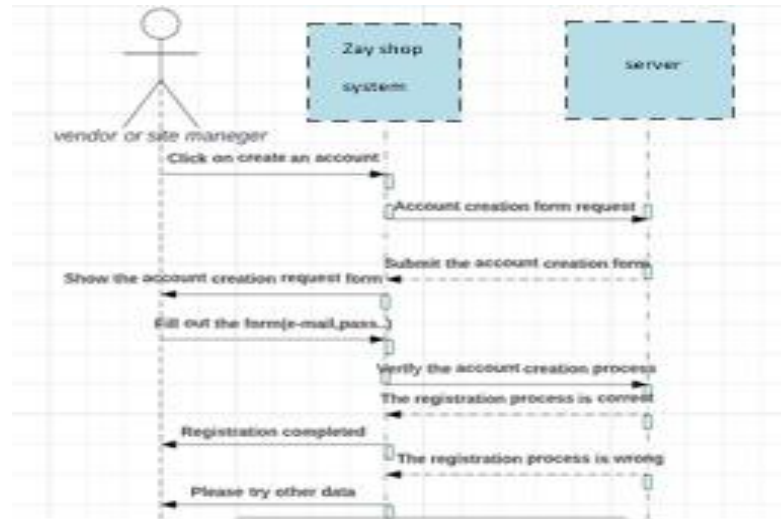 Zay shop
system
server
vendor or site maneger
Click on create an account
Account creation form request
Submit the account creation form
Show the account creation request form
Fill out the form(e-mail,pass..)
Verify the account creation process
The registration process is correct
Registration completed
The registration process is wrong
Please try other data